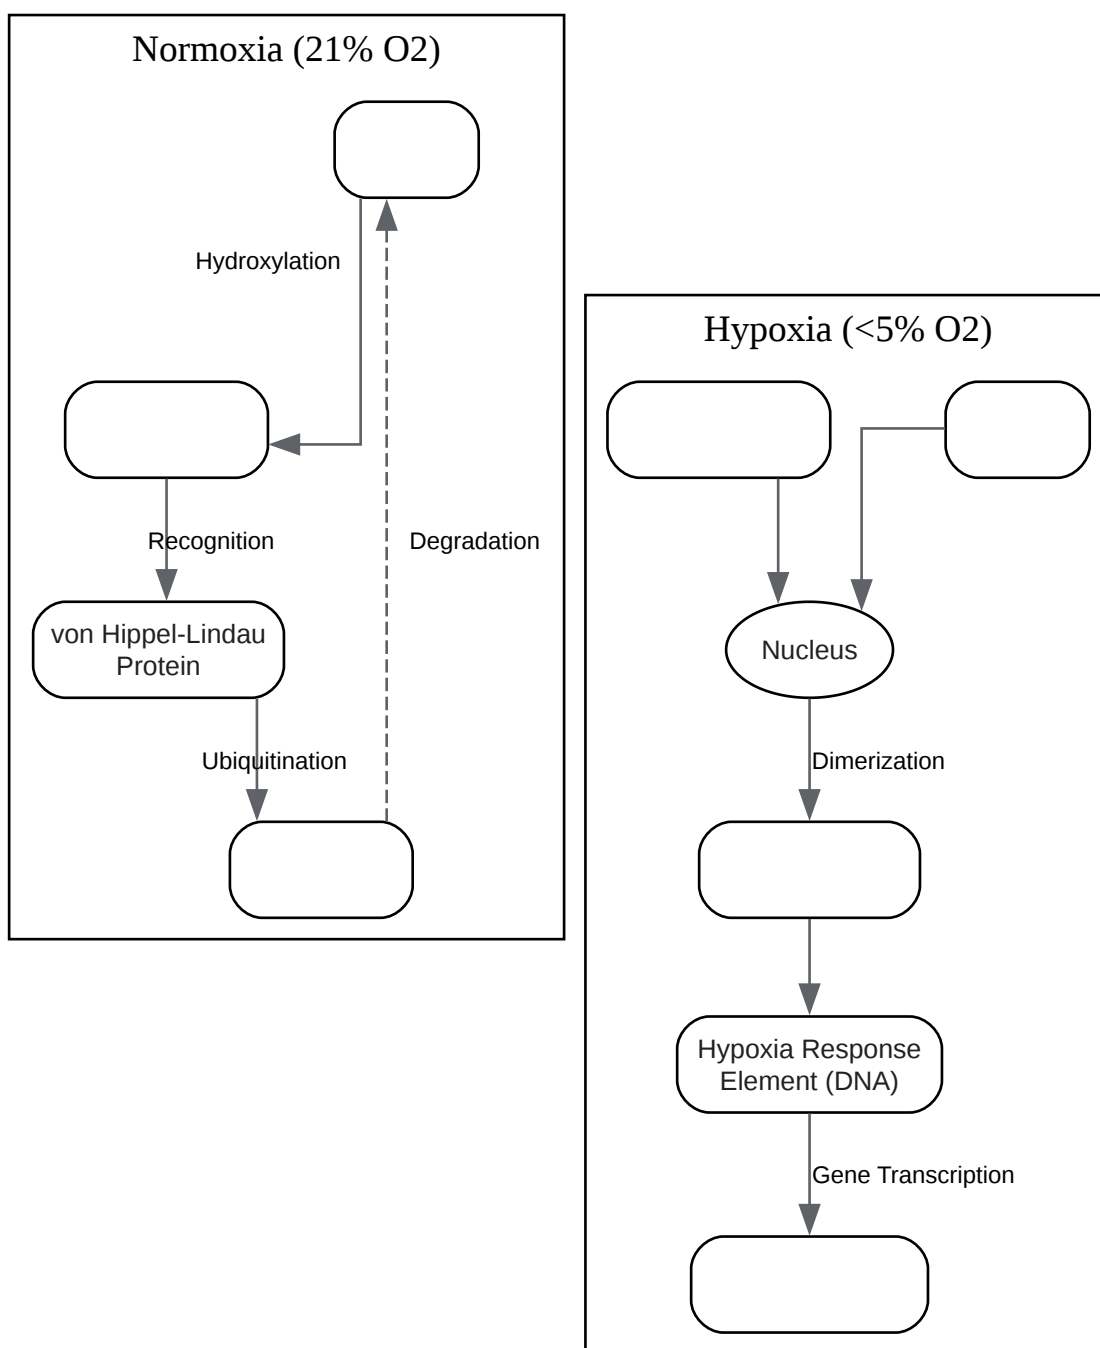 Normoxia (21% O2)
Hydroxylation
Recognition
Degradation
von Hippel-Lindau
Protein
Ubiquitination
Hypoxia (<5% O2)
Nucleus
Dimerization
Hypoxia Response
Element (DNA)
Gene Transcription